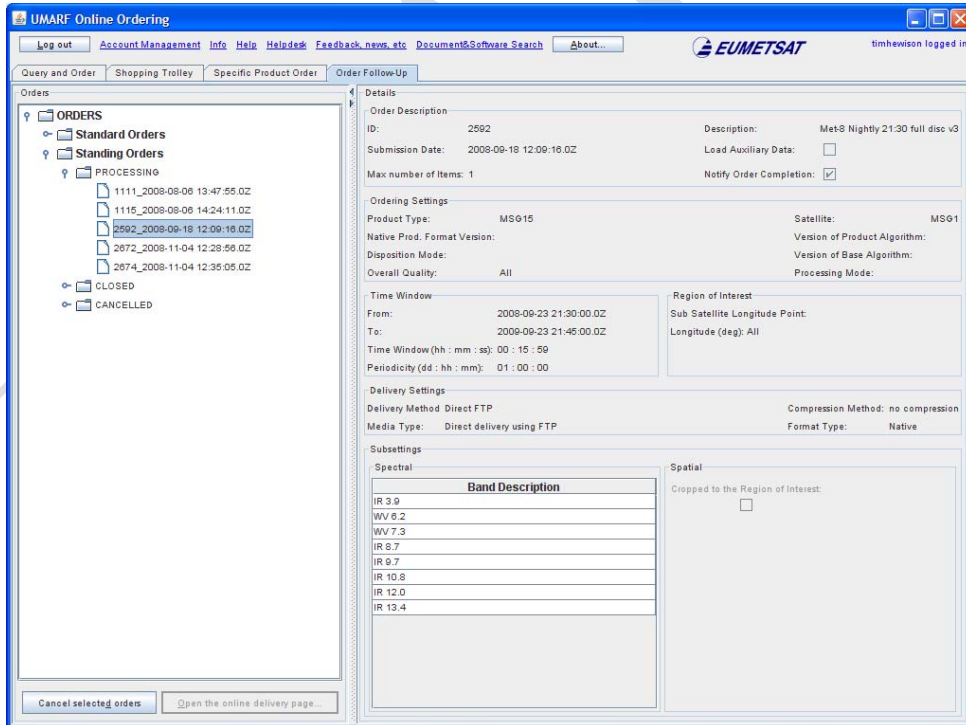 UMARF Online Ordering
Log out Account Management Info Help Helpdesk Feedback, news, etc Document&Software Search About... EUMETSAT timhewison logged in
Query and Order Shopping Trolley Specific Product Order Order Follow-Up
Orders
ORDERS
Standard Orders
Standing Orders
PROCESSING
1111_2008-08-06 13:47:55.0Z
1115_2008-08-06 14:24:11.0Z
2592_2008-09-18 12:09:16.0Z
2672_2008-11-04 12:28:56.0Z
2674_2008-11-04 12:35:05.0Z
CLOSED
CANCELLED
Cancel selected orders Open the online delivery page...
Details
Order Description
ID: 2592 Description: Met-8 Nightly 21:30 full disc v3
Submission Date: 2008-09-18 12:09:16.0Z Load Auxiliary Data:
Max number of Items: 1 Notify Order Completion:
Ordering Settings
Product Type: MSG15 Satellite: MSG1
Native Prod. Format Version: Version of Product Algorithm:
Disposition Mode: Version of Base Algorithm:
Overall Quality: All Processing Mode:
Time Window
From: 2008-09-23 21:30:00.0Z
To: 2009-09-23 21:45:00.0Z
Time Window (hh : mm : ss): 00 : 15 : 59
Periodicity (dd : hh : mm): 01 : 00 : 00
Region of Interest
Sub Satellite Longitude Point:
Longitude (deg): All
Delivery Settings
Delivery Method Direct FTP Compression Method: no compression
Media Type: Direct delivery using FTP Format Type: Native
Subsettings
Spectral
Band Description
IR 3.9
WV 6.2
WV 7.3
IR 8.7
IR 9.7
IR 10.8
IR 12.0
IR 13.4
Spatial
Cropped to the Region of Interest: